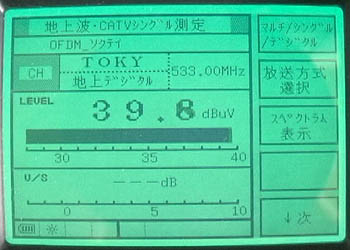 地上波・CATVシングル測定
OFDM_ソクテイ
CH
TOKY
地上デジタル
533.00MHz
LEVEL
39.8 dBuV
30 35 40
V/S
---dB
0 5 10
マルチ/シングル
/デジタル
放送方式
選択
スペクトラム
表示
↓次